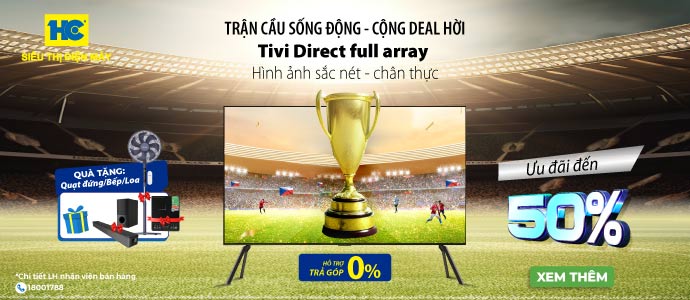 HC
SIÊU THỊ ĐIỆN MÁY
TRẬN CẦU SỐNG ĐỘNG - CỘNG DEAL HỜI
Tivi Direct full array
Hình ảnh sắc nét - chân thực
QUÀ TẶNG:
Quạt đứng/Bếp/Loa
Ưu đãi đến
50%
HỖ TRỢ
TRẢ GÓP 0%
XEM THÊM
*Chi tiết LH nhân viên bán hàng
18001788